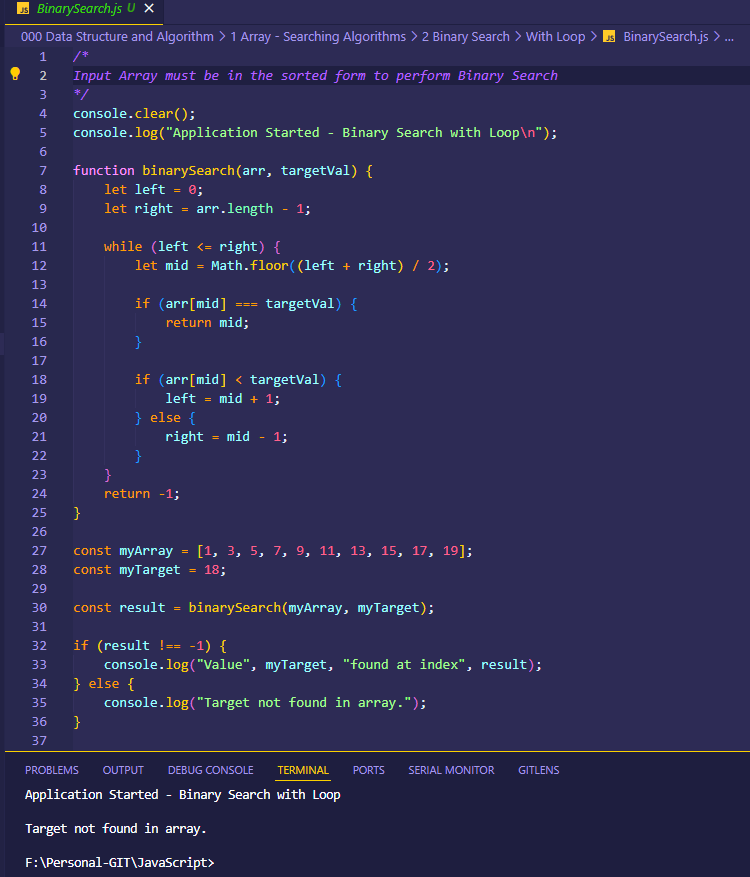 JS BinarySearch.js U ×
000 Data Structure and Algorithm > 1 Array - Searching Algorithms > 2 Binary Search > With Loop > JS BinarySearch.js > ...
1 /*
2 Input Array must be in the sorted form to perform Binary Search
3 */
4 console.clear();
5 console.log("Application Started - Binary Search with Loop\n");
6
7 function binarySearch(arr, targetVal) {
8     let left = 0;
9     let right = arr.length - 1;
10
11     while (left <= right) {
12         let mid = Math.floor((left + right) / 2);
13
14         if (arr[mid] === targetVal) {
15             return mid;
16         }
17
18         if (arr[mid] < targetVal) {
19             left = mid + 1;
20         } else {
21             right = mid - 1;
22         }
23     }
24     return -1;
25 }
26
27 const myArray = [1, 3, 5, 7, 9, 11, 13, 15, 17, 19];
28 const myTarget = 18;
29
30 const result = binarySearch(myArray, myTarget);
31
32 if (result !== -1) {
33     console.log("Value", myTarget, "found at index", result);
34 } else {
35     console.log("Target not found in array.");
36 }
37
PROBLEMS OUTPUT DEBUG CONSOLE TERMINAL PORTS SERIAL MONITOR GITLENS
Application Started - Binary Search with Loop
Target not found in array.
F:\Personal-GIT\JavaScript>